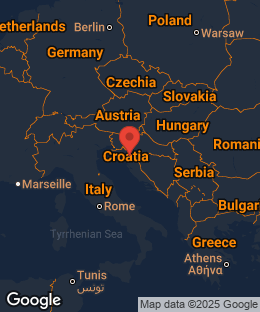 Netherlands
Berlin
Poland
Warsaw
Germany
Czechia
Slovakia
Austria
Hungary
Croatia
Romani
Serbia
Marseille
Italy
Rome
Bulgar
Tyrrhenian Sea
Greece
Athens
Αθήνα
Tunis
تونس
Google
Map data ©2025 Google